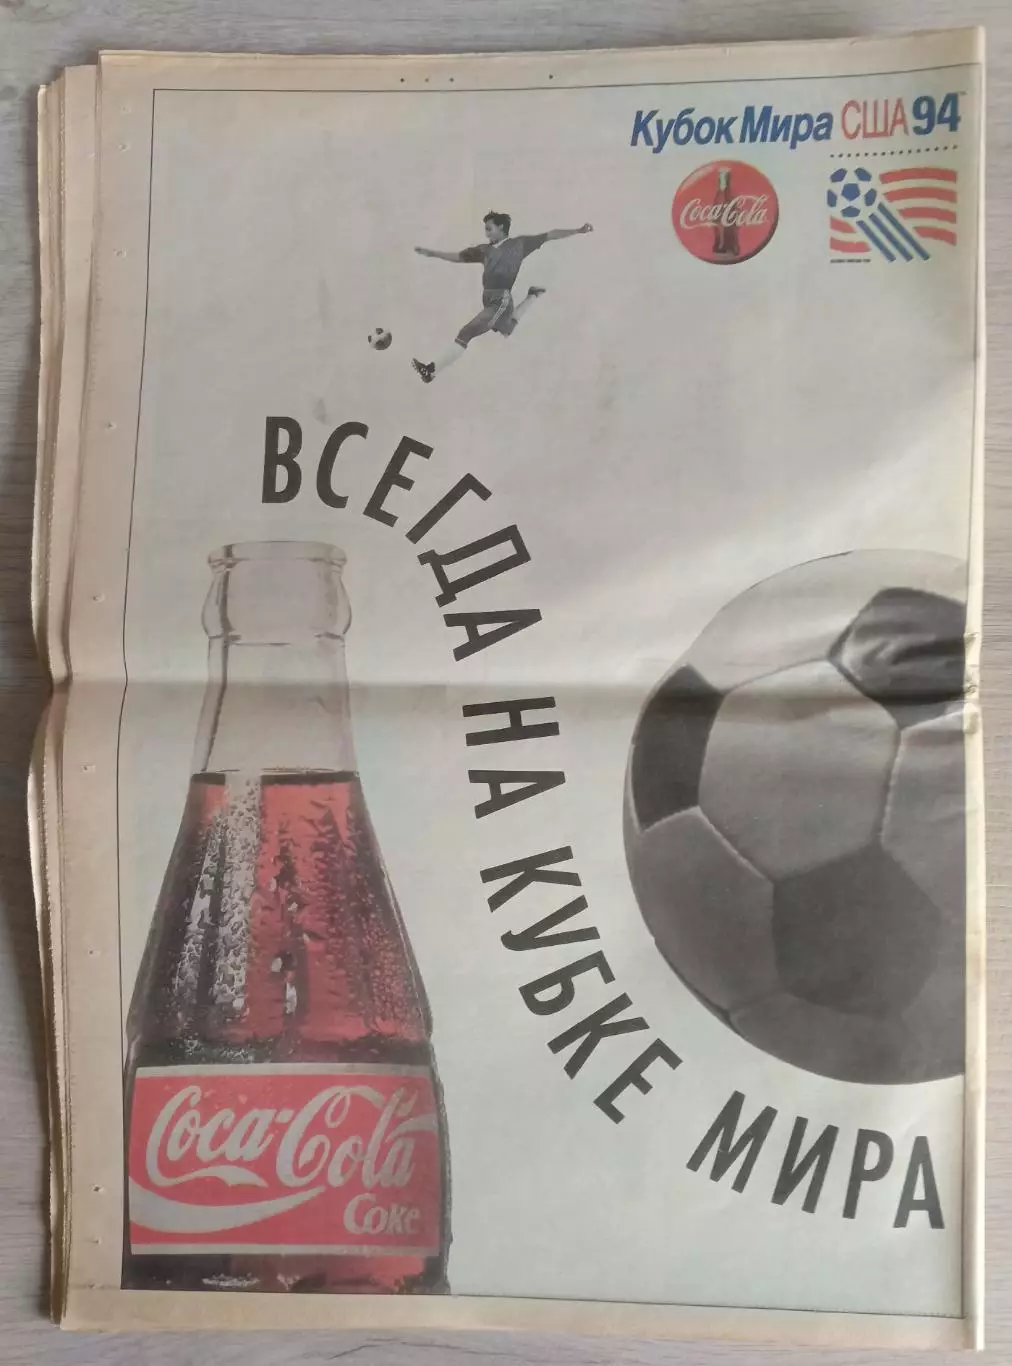 Кубок Мира США 94
Coca-Cola
ВСЕГДА НА КУБКЕ МИРА
Coca-Cola
Coke